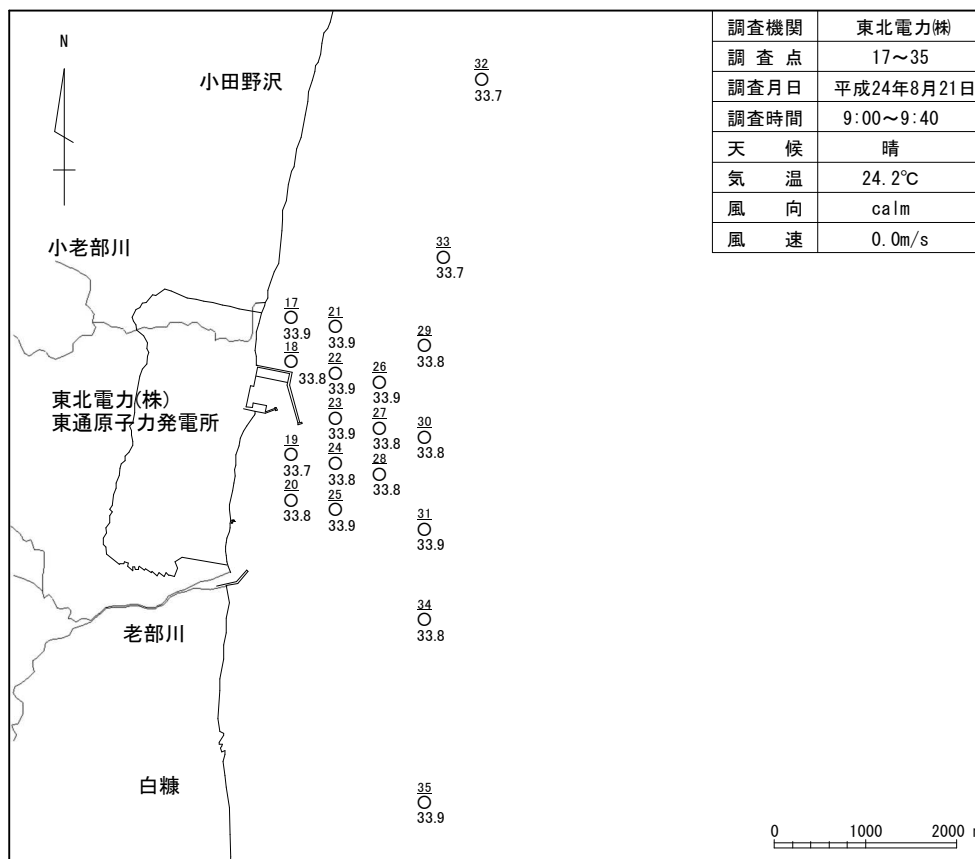 調査機関 東北電力㈱
調査点 17～35
調査月日 平成24年8月21日
調査時間 9:00～9:40
天候 晴
気温 24.2℃
風向 calm
風速 0.0m/s
N
小田野沢
32
33.7
小老部川
33
33.7
17
33.9
21
33.9
18
33.8
29
33.8
22
33.9
26
33.9
東北電力(株)
東通原子力発電所
23
33.9
27
33.8
30
33.8
19
33.7
24
33.8
28
33.8
20
33.8
25
33.9
31
33.9
34
33.8
老部川
白糠
35
33.9
0 1000 2000 m